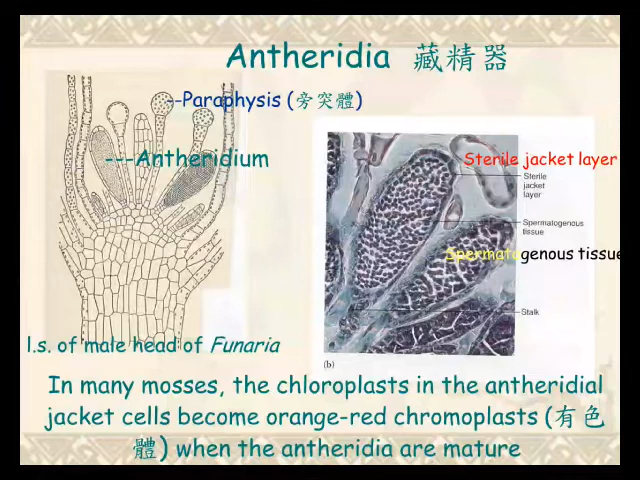 Antheridia 藏精器
--Paraphysis (旁突體)
---Antheridium
Sterile jacket layer
Sterile
jacket
layer
Spermatogenous
tissue
Spermatogenous tissue
Stalk
l.s. of male head of Funaria
(b)
In many mosses, the chloroplasts in the antheridial
jacket cells become orange-red chromoplasts (有色
體) when the antheridia are mature